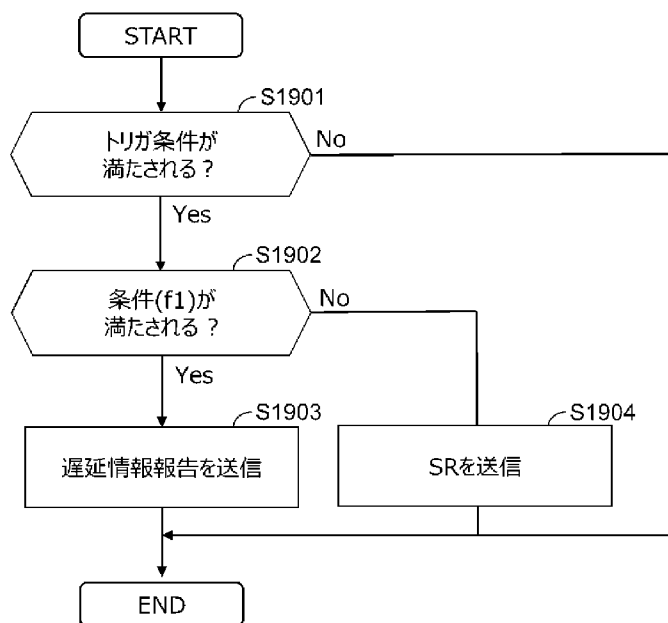 START
S1901
トリガ条件が
満たされる？
No
Yes
S1902
条件(f1)が
満たされる？
No
Yes
S1903
遅延情報報告を送信
S1904
SRを送信
END